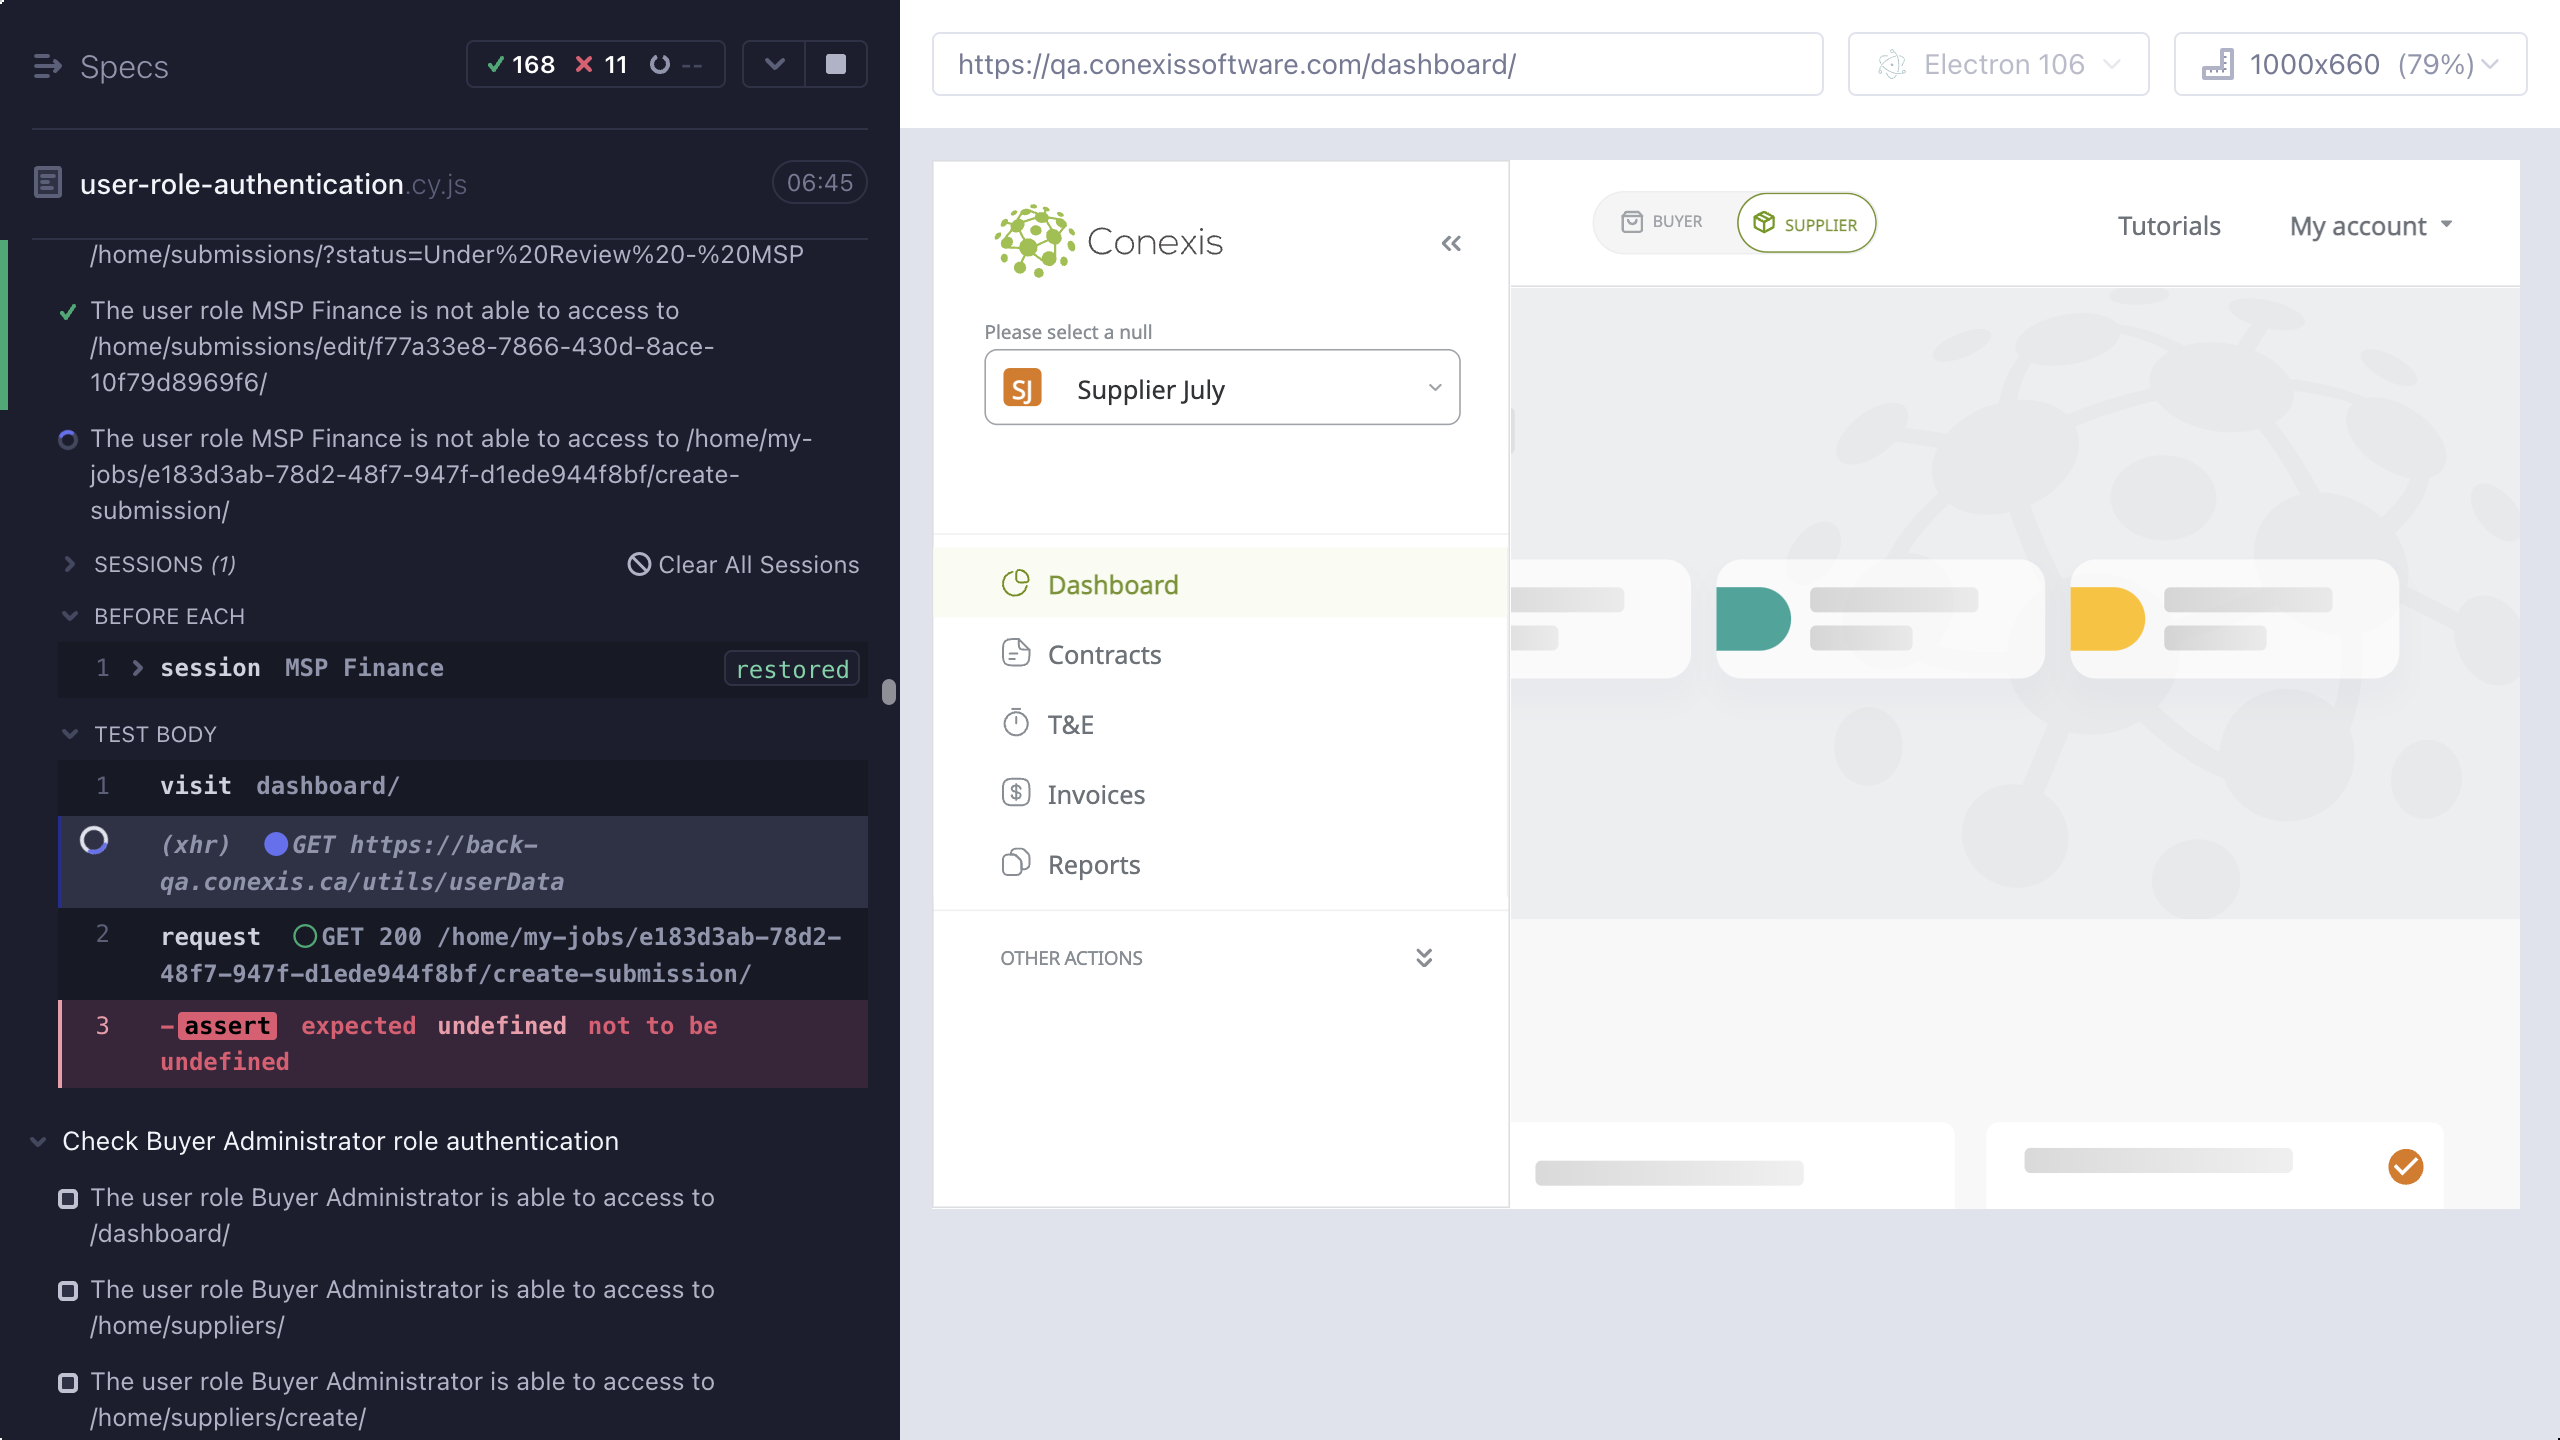 Specs
168 11 --
user-role-authentication.cy.js
06:45
/home/submissions/?status=Under%20Review%20-%20MSP
The user role MSP Finance is not able to access to
/home/submissions/edit/f77a33e8-7866-430d-8ace-
10f79d8969f6/
The user role MSP Finance is not able to access to /home/my-
jobs/e183d3ab-78d2-48f7-947f-d1ede944f8bf/create-
submission/
SESSIONS (1)
Clear All Sessions
BEFORE EACH
1 session MSP Finance restored
TEST BODY
1 visit dashboard/
(xhr) GET https://back-
qa.conexis.ca/utils/userData
2 request GET 200 /home/my-jobs/e183d3ab-78d2-
48f7-947f-d1ede944f8bf/create-submission/
3 -assert expected undefined not to be
undefined
Check Buyer Administrator role authentication
The user role Buyer Administrator is able to access to
/dashboard/
The user role Buyer Administrator is able to access to
/home/suppliers/
The user role Buyer Administrator is able to access to
/home/suppliers/create/
https://qa.conexissoftware.com/dashboard/
Electron 106
1000x660 (79%)
Conexis
BUYER
SUPPLIER
Tutorials
My account
Please select a null
SJ Supplier July
Dashboard
Contracts
T&E
Invoices
Reports
OTHER ACTIONS